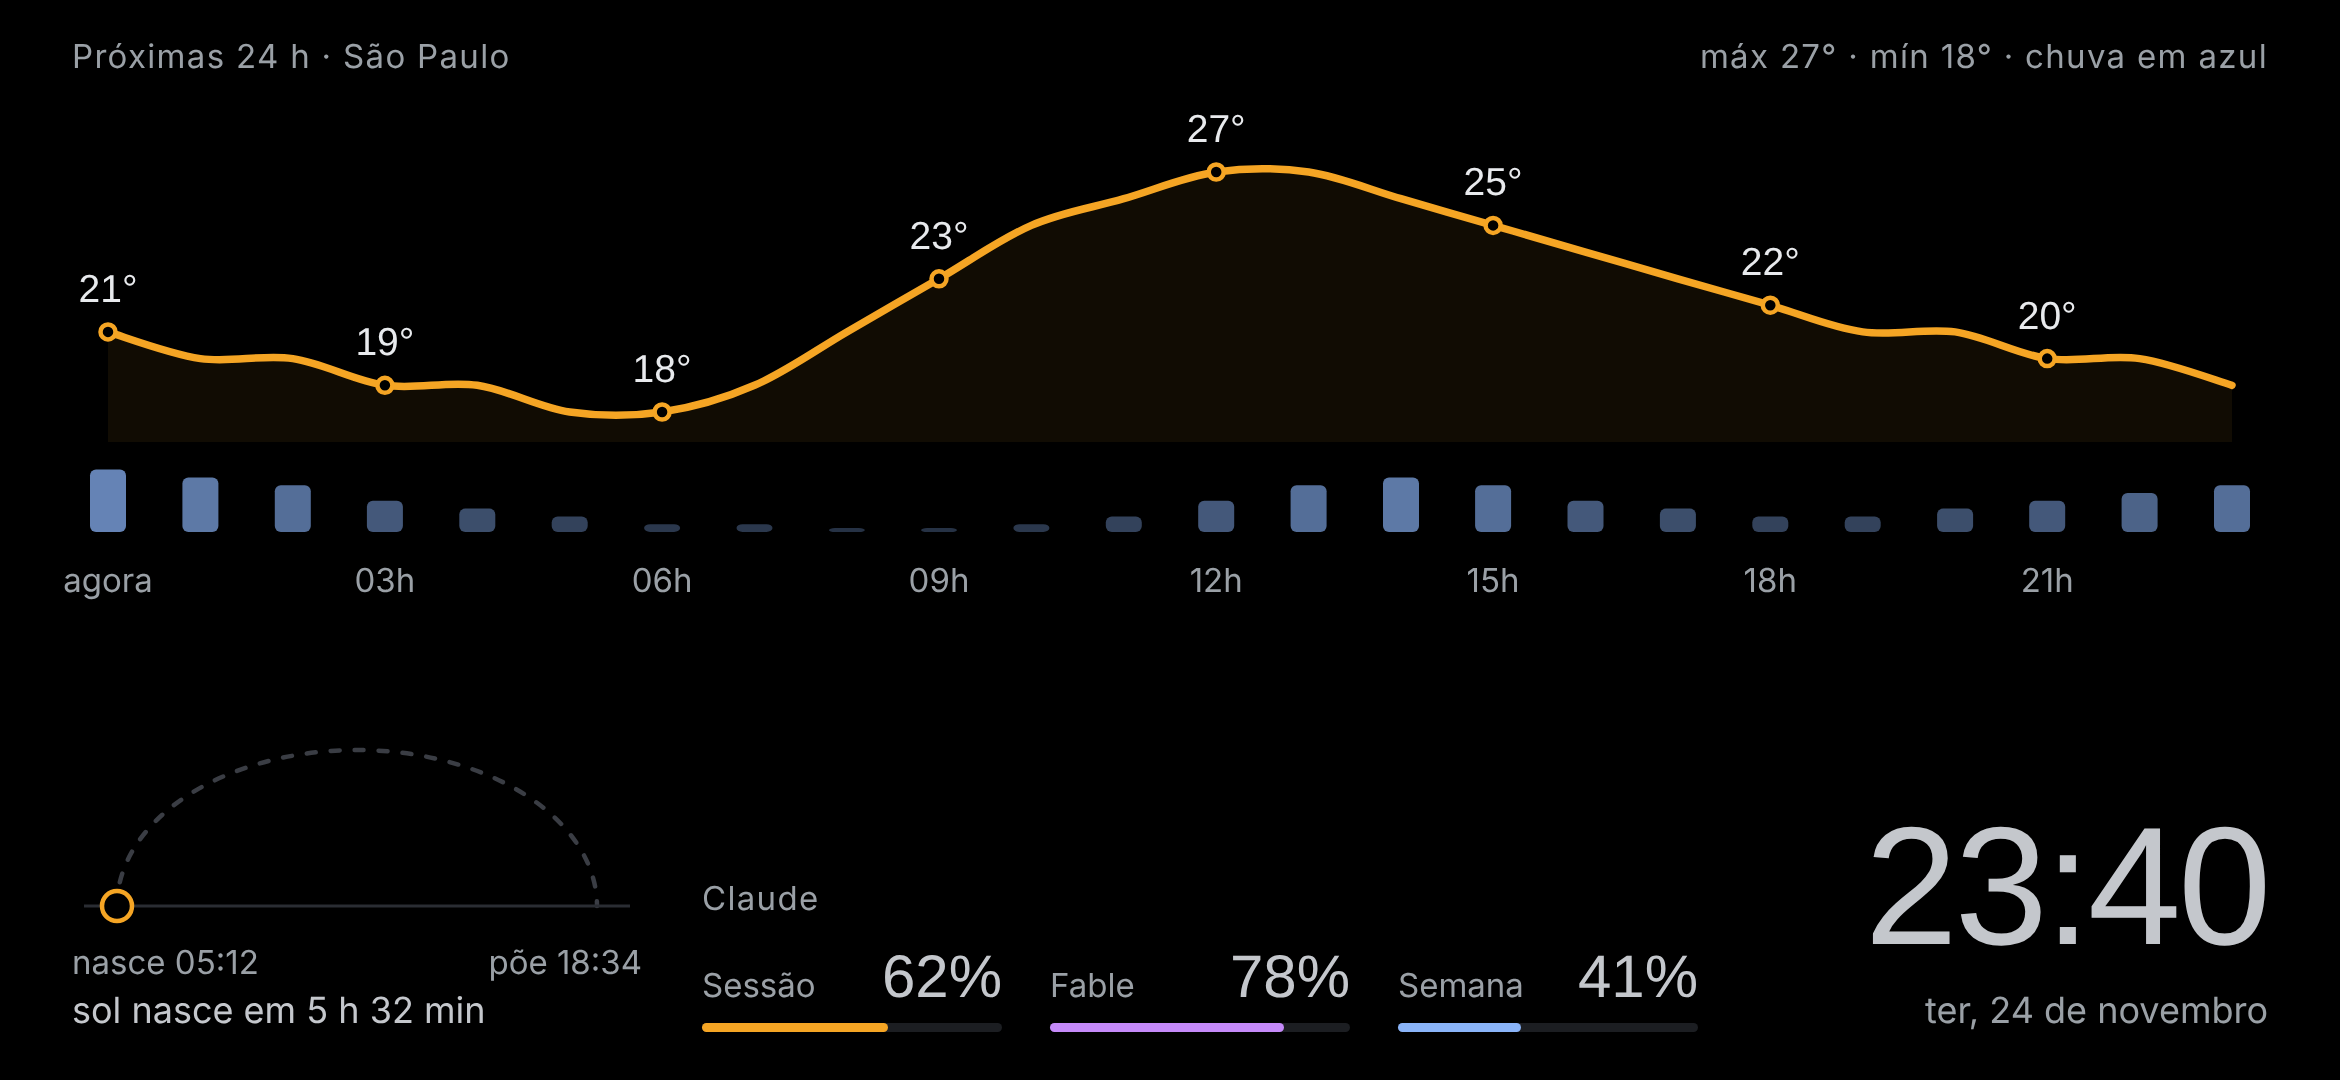 Próximas 24 h · São Paulo
máx 27° · mín 18° · chuva em azul
27°
25°
23°
22°
21°
20°
19°
18°
agora 03h 06h 09h 12h 15h 18h 21h
nasce 05:12 põe 18:34
sol nasce em 5 h 32 min
Claude
Sessão 62% Fable 78% Semana 41%
23:40
ter, 24 de novembro